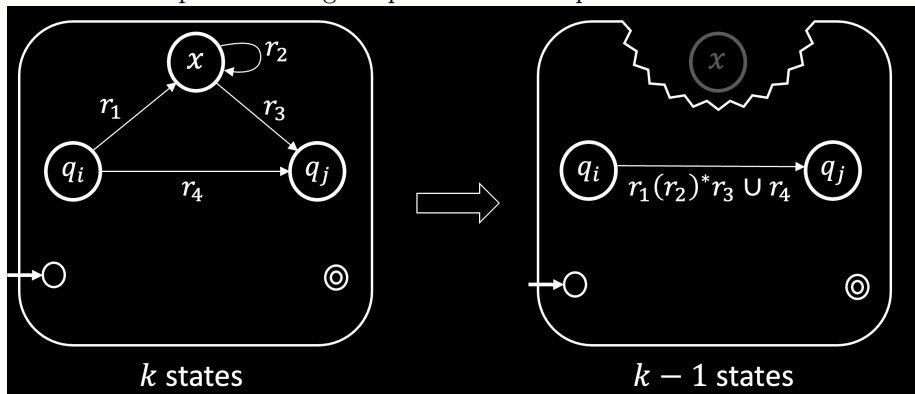 x
r₂
r₁
r₃
qᵢ
qⱼ
r₄
k states
x
qᵢ
qⱼ
r₁(r₂)*r₃ ∪ r₄
k − 1 states